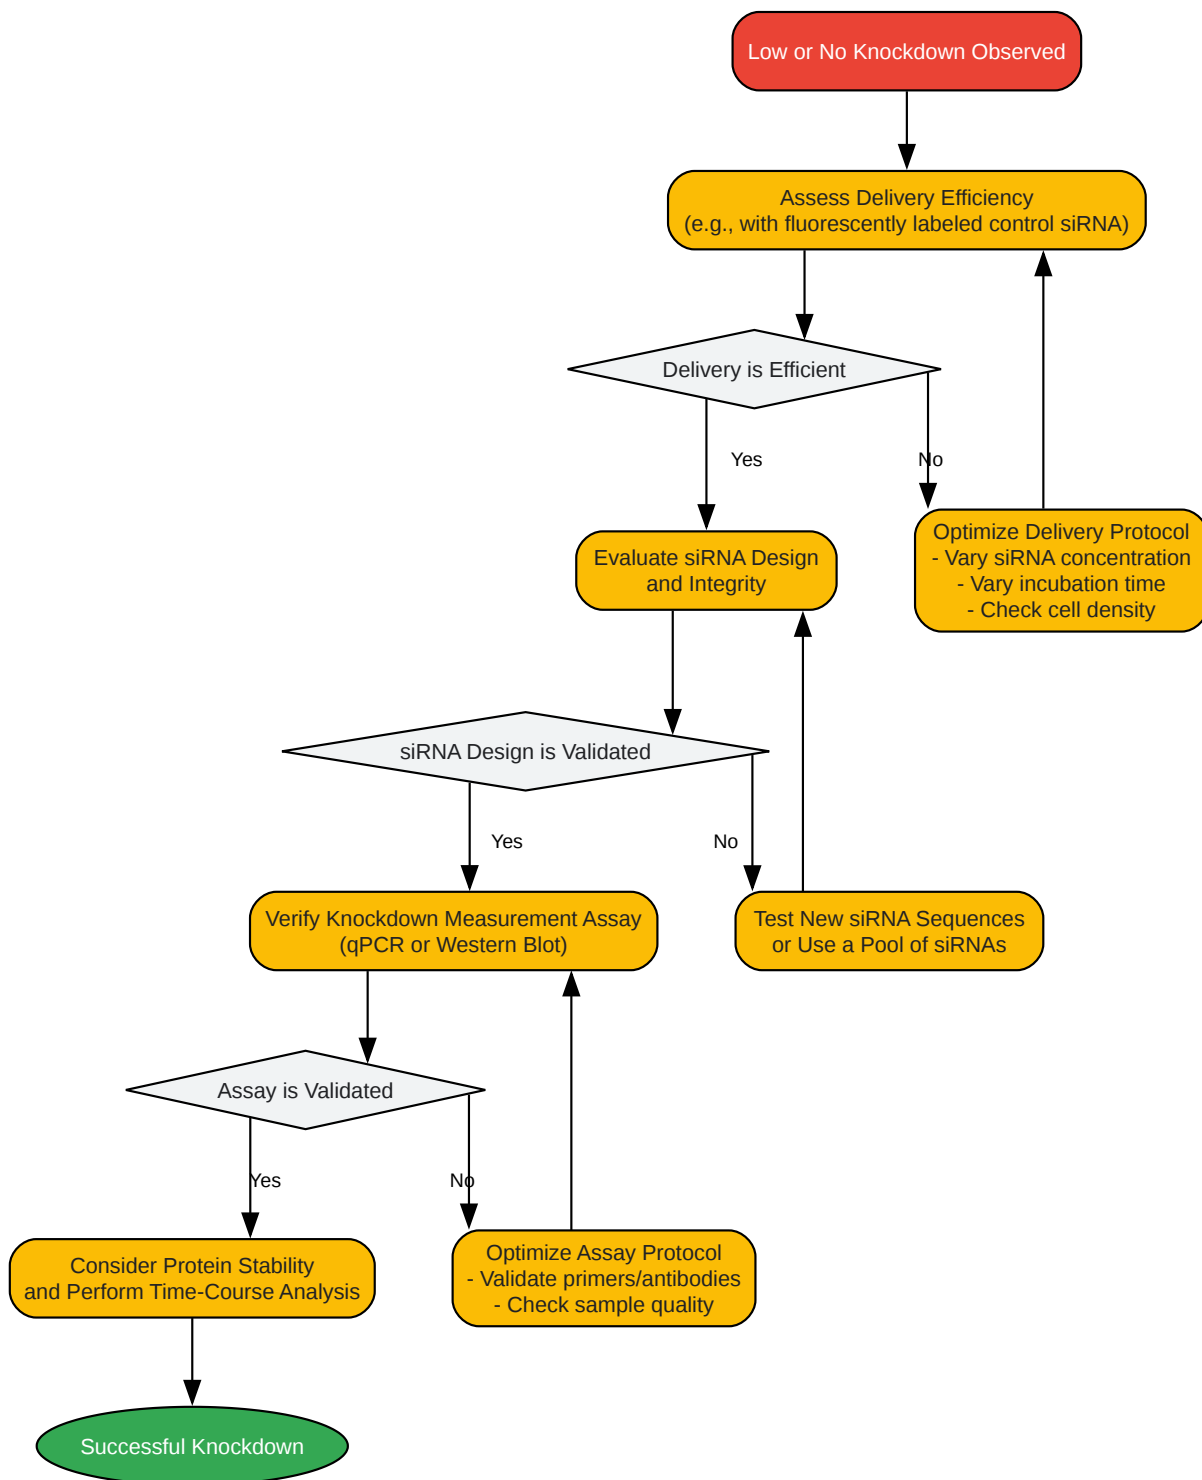 Low or No Knockdown Observed
Assess Delivery Efficiency
(e.g., with fluorescently labeled control siRNA)
Delivery is Efficient
Yes
No
Evaluate siRNA Design
and Integrity
Optimize Delivery Protocol
- Vary siRNA concentration
- Vary incubation time
- Check cell density
siRNA Design is Validated
Yes
No
Verify Knockdown Measurement Assay
(qPCR or Western Blot)
Test New siRNA Sequences
or Use a Pool of siRNAs
Assay is Validated
Yes
No
Consider Protein Stability
and Perform Time-Course Analysis
Optimize Assay Protocol
- Validate primers/antibodies
- Check sample quality
Successful Knockdown